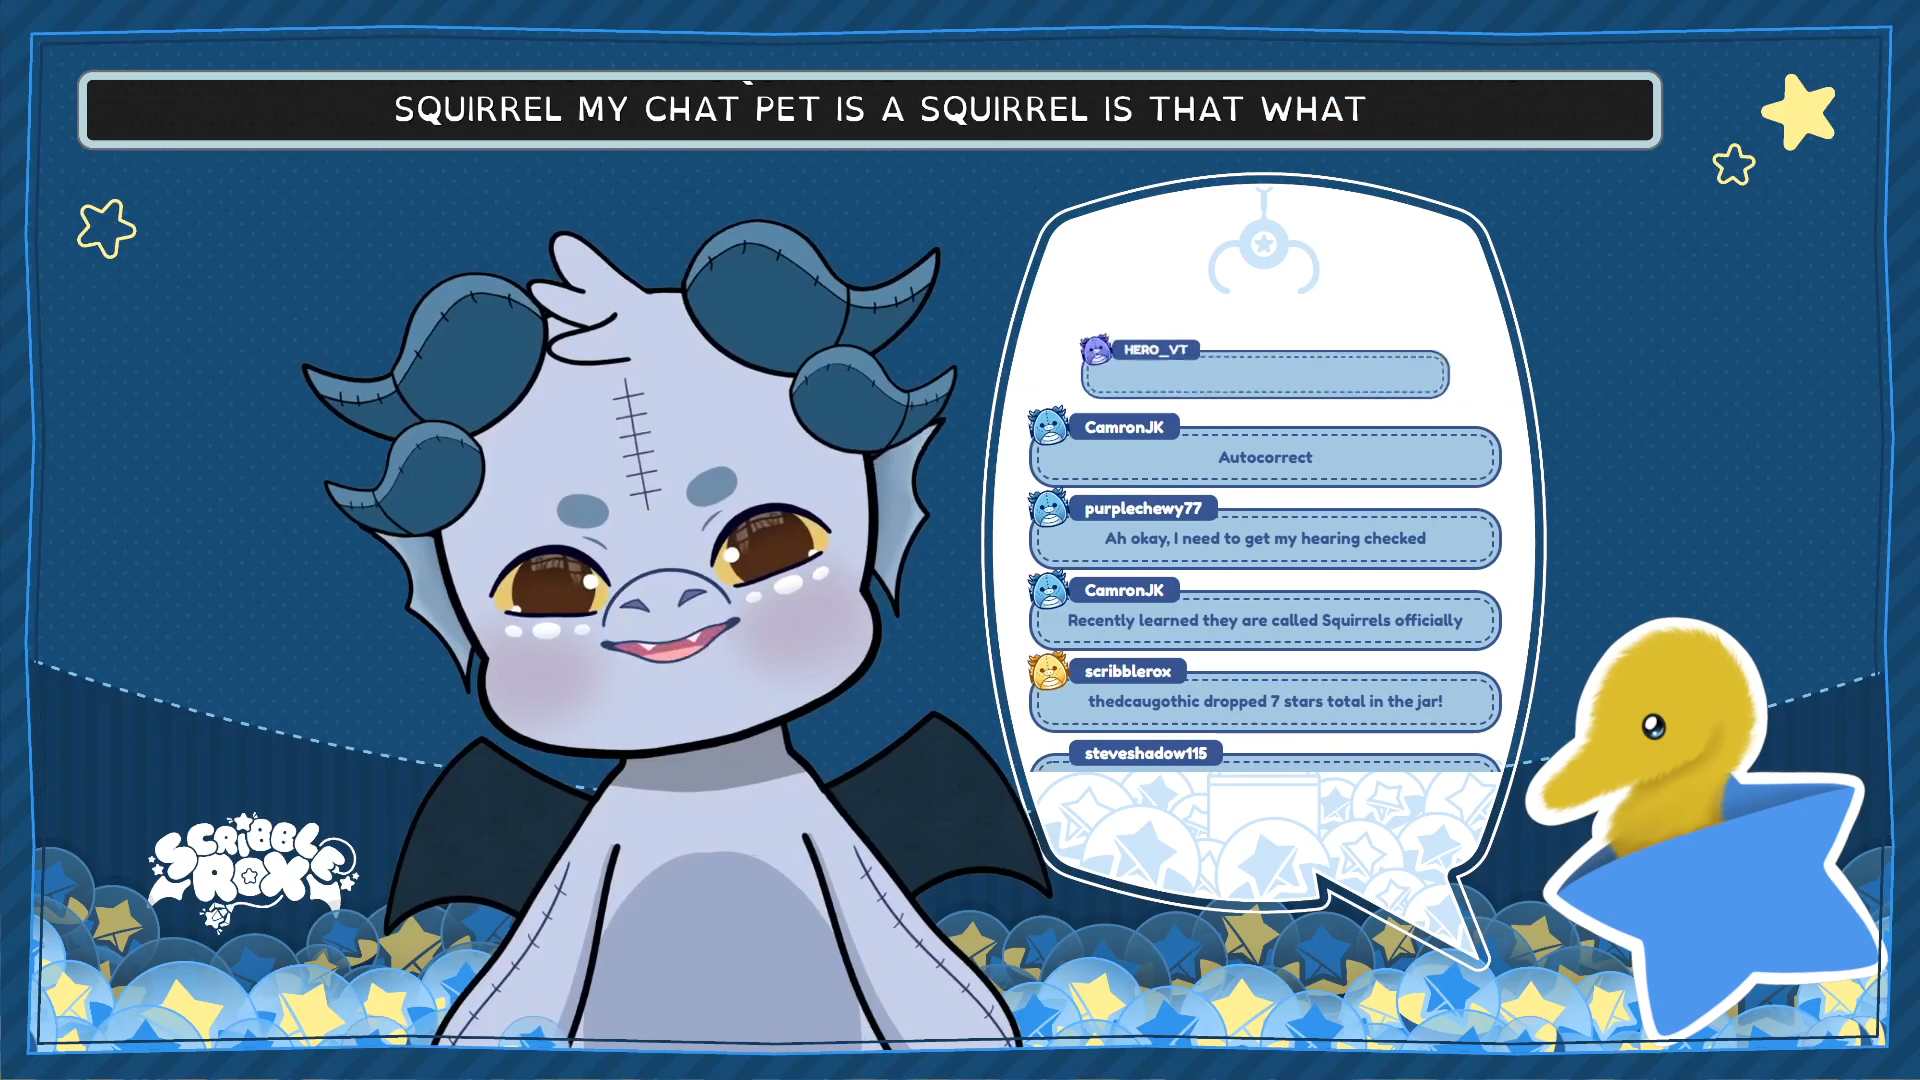 SQUIRREL MY CHAT PET IS A SQUIRREL IS THAT WHAT
HERO_VT
CamronJK
Autocorrect
purplechewy77
Ah okay, I need to get my hearing checked
CamronJK
Recently learned they are called Squirrels officially
scribblerox
thedcaugothic dropped 7 stars total in the jar!
steveshadow115
SCRIBBLE
ROX